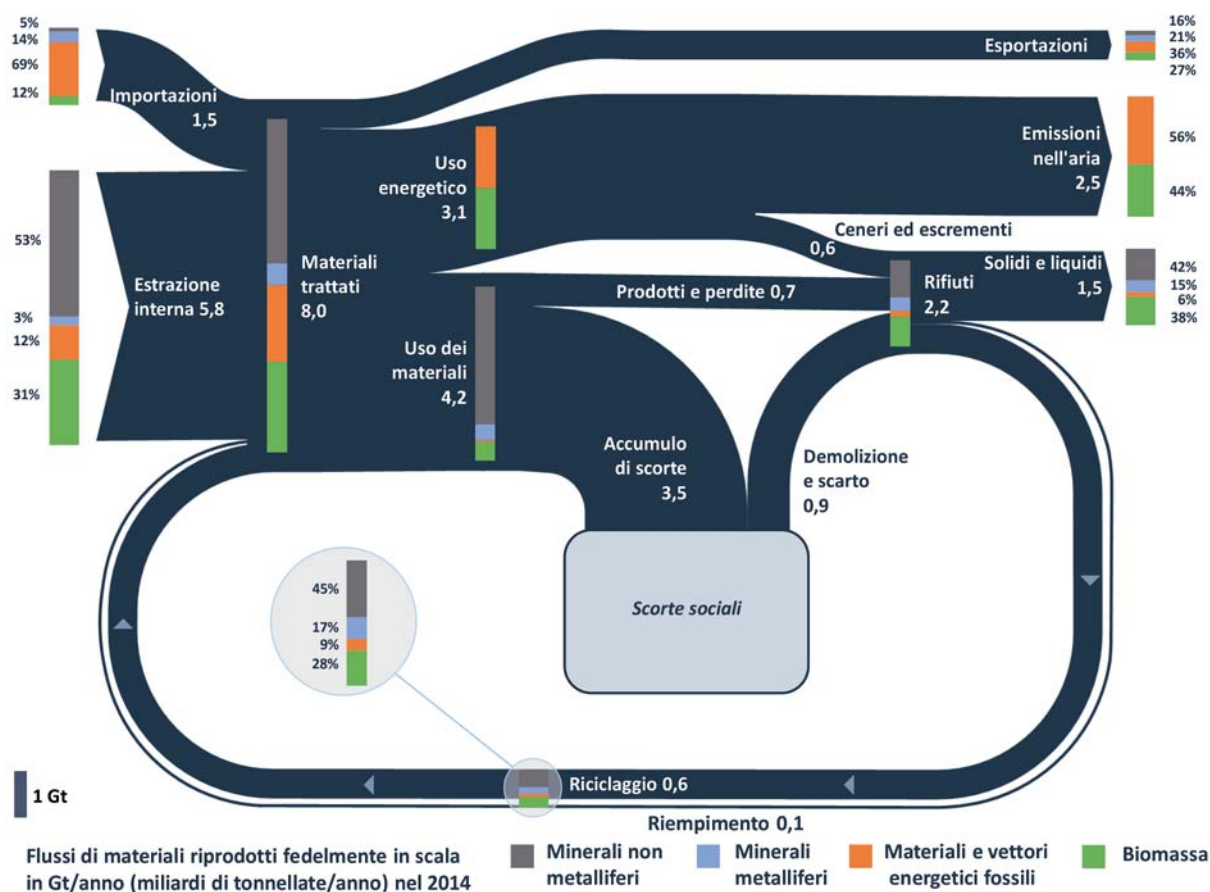 5%
14%
69%
12%
Importazioni
1,5
53%
3%
12%
31%
Estrazione
interna 5,8
Materiali
trattati
8,0
Uso
energetico
3,1
Uso dei
materiali
4,2
Esportazioni
16%
21%
36%
27%
Emissioni
nell'aria
2,5
56%
44%
Ceneri ed escrementi
0,6
Prodotti e perdite 0,7
Rifiuti
2,2
Solidi e liquidi
1,5
42%
15%
6%
38%
Accumulo
di scorte
3,5
Demolizione
e scarto
0,9
Scorte sociali
45%
17%
9%
28%
Riciclaggio 0,6
Riempimento 0,1
1 Gt
Flussi di materiali riprodotti fedelmente in scala
in Gt/anno (miliardi di tonnellate/anno) nel 2014
Minerali non
metalliferi
Minerali
metalliferi
Materiali e vettori
energetici fossili
Biomassa